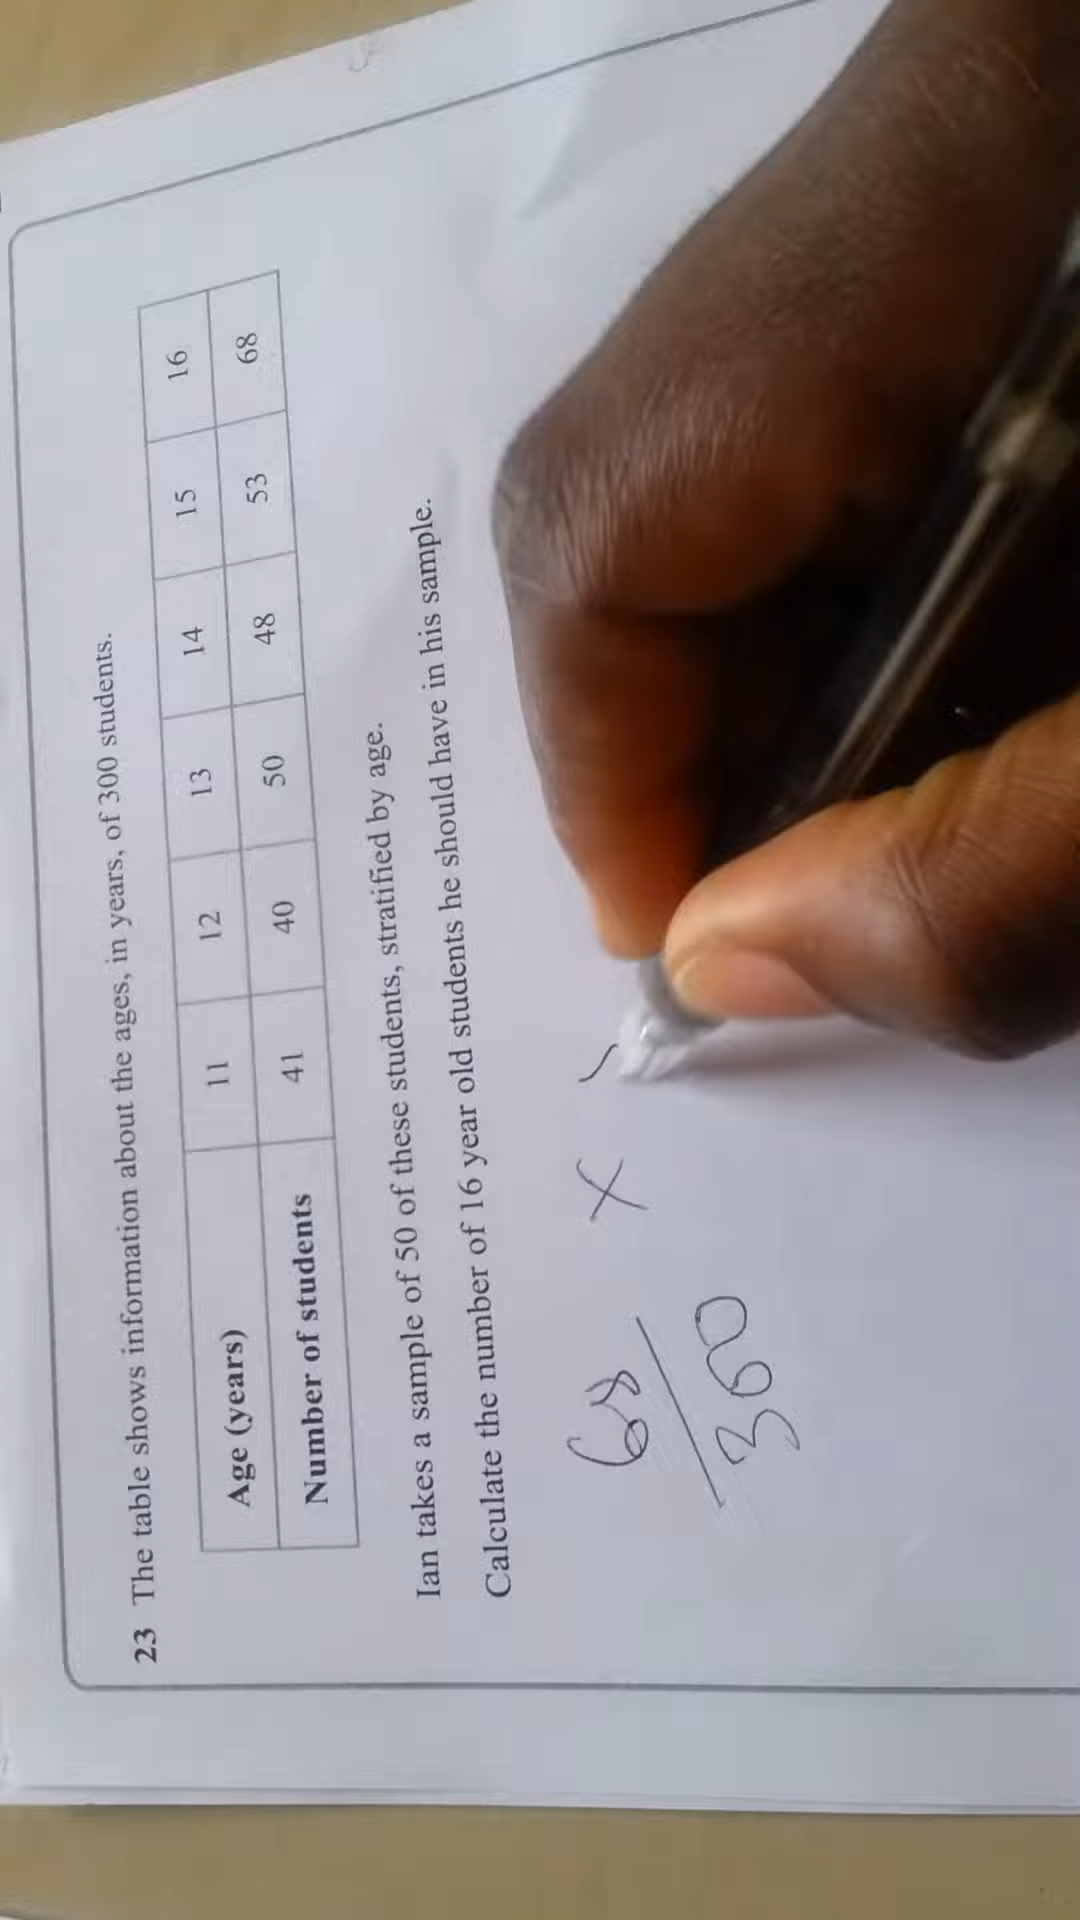 23 The table shows information about the ages, in years, of 300 students.
Age (years) 11 12 13 14 15 16
Number of students 41 40 50 48 53 68
Ian takes a sample of 50 of these students, stratified by age.
Calculate the number of 16 year old students he should have in his sample.
68 ×
300